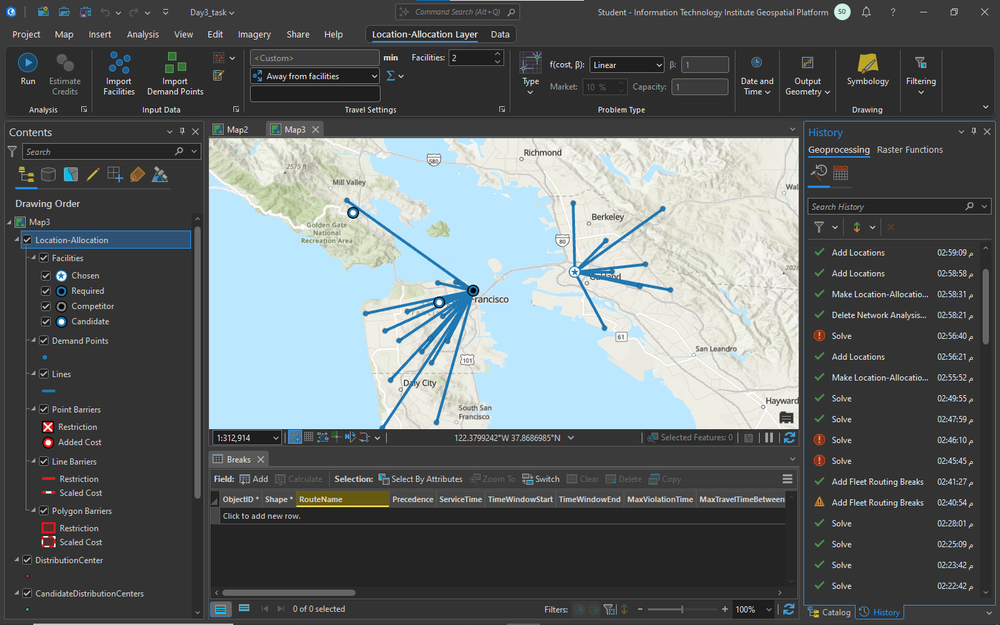 Day3_task
Command Search (Alt+Q)
Student - Information Technology Institute Geospatial Platform
SO
?
Project
Map
Insert
Analysis
View
Edit
Imagery
Share
Help
Location-Allocation Layer
Data
Run
Estimate
Credits
Analysis
Import
Facilities
Import
Demand Points
Input Data
<Custom>
min
Facilities: 2
Away from facilities
Travel Settings
Type
f(cost, β): Linear
β: 1
Market: 10 %
Capacity: 1
Problem Type
Date and
Time
Output
Geometry
Symbology
Drawing
Filtering
Contents
Search
Drawing Order
Map3
Location-Allocation
Facilities
Chosen
Required
Competitor
Candidate
Demand Points
Lines
Point Barriers
Restriction
Added Cost
Line Barriers
Restriction
Scaled Cost
Polygon Barriers
Restriction
Scaled Cost
DistributionCenter
CandidateDistributionCenters
Map2
Map3
Richmond
580
2575 ft
Mill Valley
Golden Gate
National
Recreation Area
Berkeley
80
Oakland
Francisco
61
San Leandro
101
Daly City
South San
Francisco
Hayward
1:312,914
122.3799242°W 37.8686985°N
Selected Features: 0
Breaks
Field: Add Calculate Selection: Select By Attributes Zoom To Switch Clear Delete Copy
ObjectID * Shape * RouteName Precedence ServiceTime TimeWindowStart TimeWindowEnd MaxViolationTime MaxTravelTimeBetween
Click to add new row.
0 of 0 selected
Filters:
100%
History
Geoprocessing Raster Functions
Search History
Add Locations 02:59:09 م
Add Locations 02:58:58 م
Make Location-Allocatio... 02:58:31 م
Delete Network Analysis... 02:58:21 م
Solve 02:56:40 م
Add Locations 02:56:21 م
Make Location-Allocatio... 02:55:52 م
Solve 02:49:55 م
Solve 02:47:59 م
Solve 02:46:10 م
Solve 02:45:45 م
Add Fleet Routing Breaks 02:41:27 م
Add Fleet Routing Breaks 02:40:54 م
Solve 02:28:01 م
Solve 02:25:09 م
Solve 02:23:42 م
Solve 02:22:42 م
Catalog
History